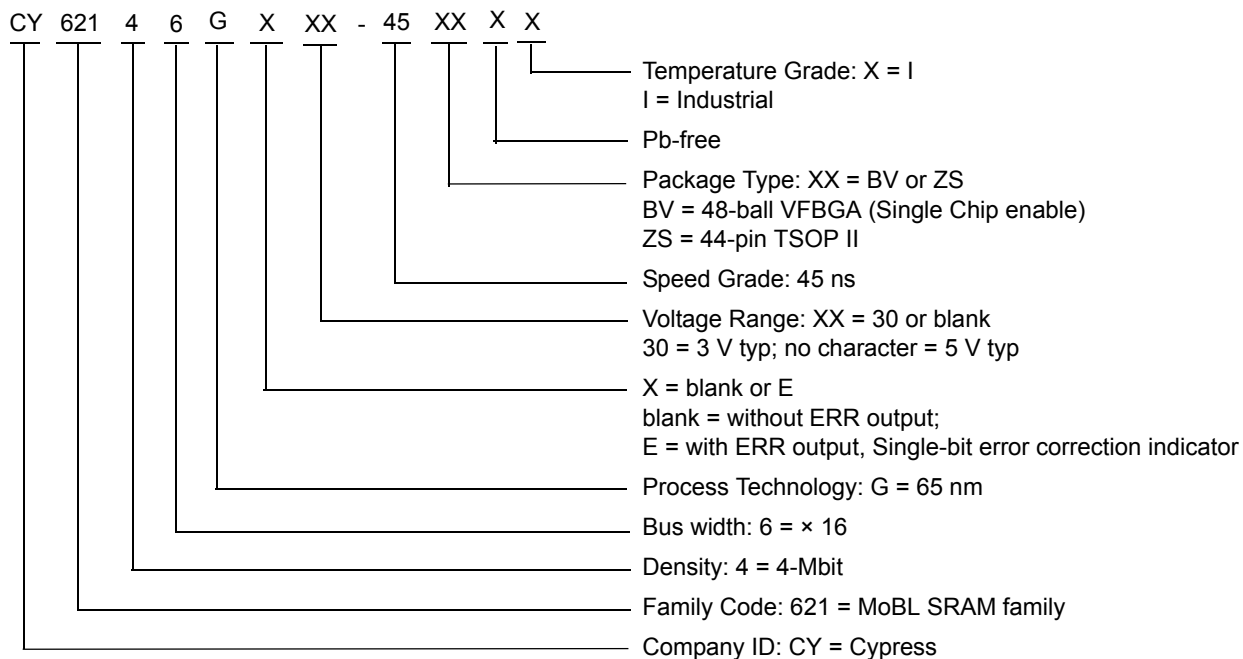 CY 621 4 6 G X XX - 45 XX X X
Temperature Grade: X = I
I = Industrial
Pb-free
Package Type: XX = BV or ZS
BV = 48-ball VFBGA (Single Chip enable)
ZS = 44-pin TSOP II
Speed Grade: 45 ns
Voltage Range: XX = 30 or blank
30 = 3 V typ; no character = 5 V typ
X = blank or E
blank = without ERR output;
E = with ERR output, Single-bit error correction indicator
Process Technology: G = 65 nm
Bus width: 6 = × 16
Density: 4 = 4-Mbit
Family Code: 621 = MoBL SRAM family
Company ID: CY = Cypress